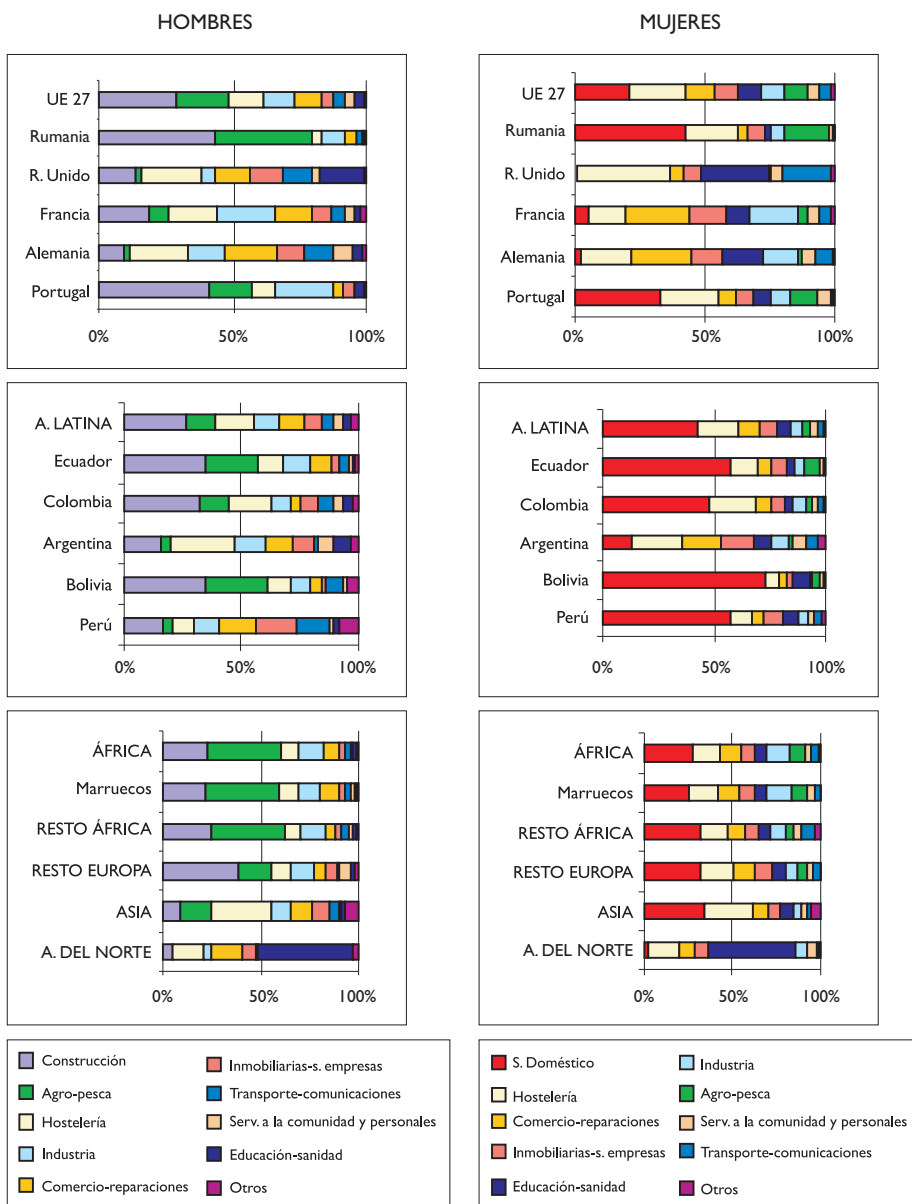 HOMBRES
UE 27
Rumania
R. Unido
Francia
Alemania
Portugal
0% 50% 100%
A. LATINA
Ecuador
Colombia
Argentina
Bolivia
Perú
0% 50% 100%
ÁFRICA
Marruecos
RESTO ÁFRICA
RESTO EUROPA
ASIA
A. DEL NORTE
0% 50% 100%
Construcción
Agro-pesca
Hostelería
Industria
Comercio-reparaciones
Inmobiliarias-s. empresas
Transporte-comunicaciones
Serv. a la comunidad y personales
Educación-sanidad
Otros
MUJERES
UE 27
Rumania
R. Unido
Francia
Alemania
Portugal
0% 50% 100%
A. LATINA
Ecuador
Colombia
Argentina
Bolivia
Perú
0% 50% 100%
ÁFRICA
Marruecos
RESTO ÁFRICA
RESTO EUROPA
ASIA
A. DEL NORTE
0% 50% 100%
S. Doméstico
Hostelería
Comercio-reparaciones
Inmobiliarias-s. empresas
Educación-sanidad
Industria
Agro-pesca
Serv. a la comunidad y personales
Transporte-comunicaciones
Otros